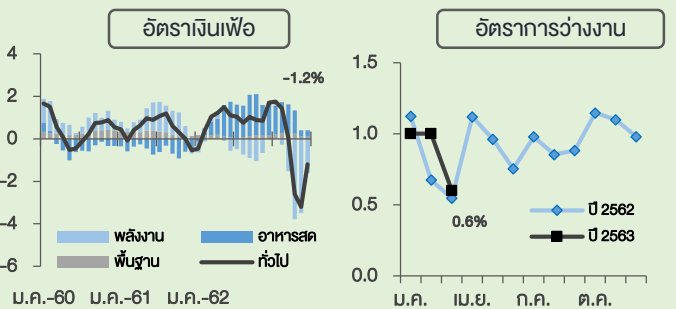 อัตราเงินเฟ้อ
4
2
0
-2
-4
-6
-1.2%
พลังงาน
อาหารสด
พื้นฐาน
ทั่วไป
ม.ค.-60 ม.ค.-61 ม.ค.-62
อัตราการว่างงาน
1.5
1.0
0.5
0.0
0.6%
ปี 2562
ปี 2563
ม.ค. เม.ย. ก.ค. ต.ค.